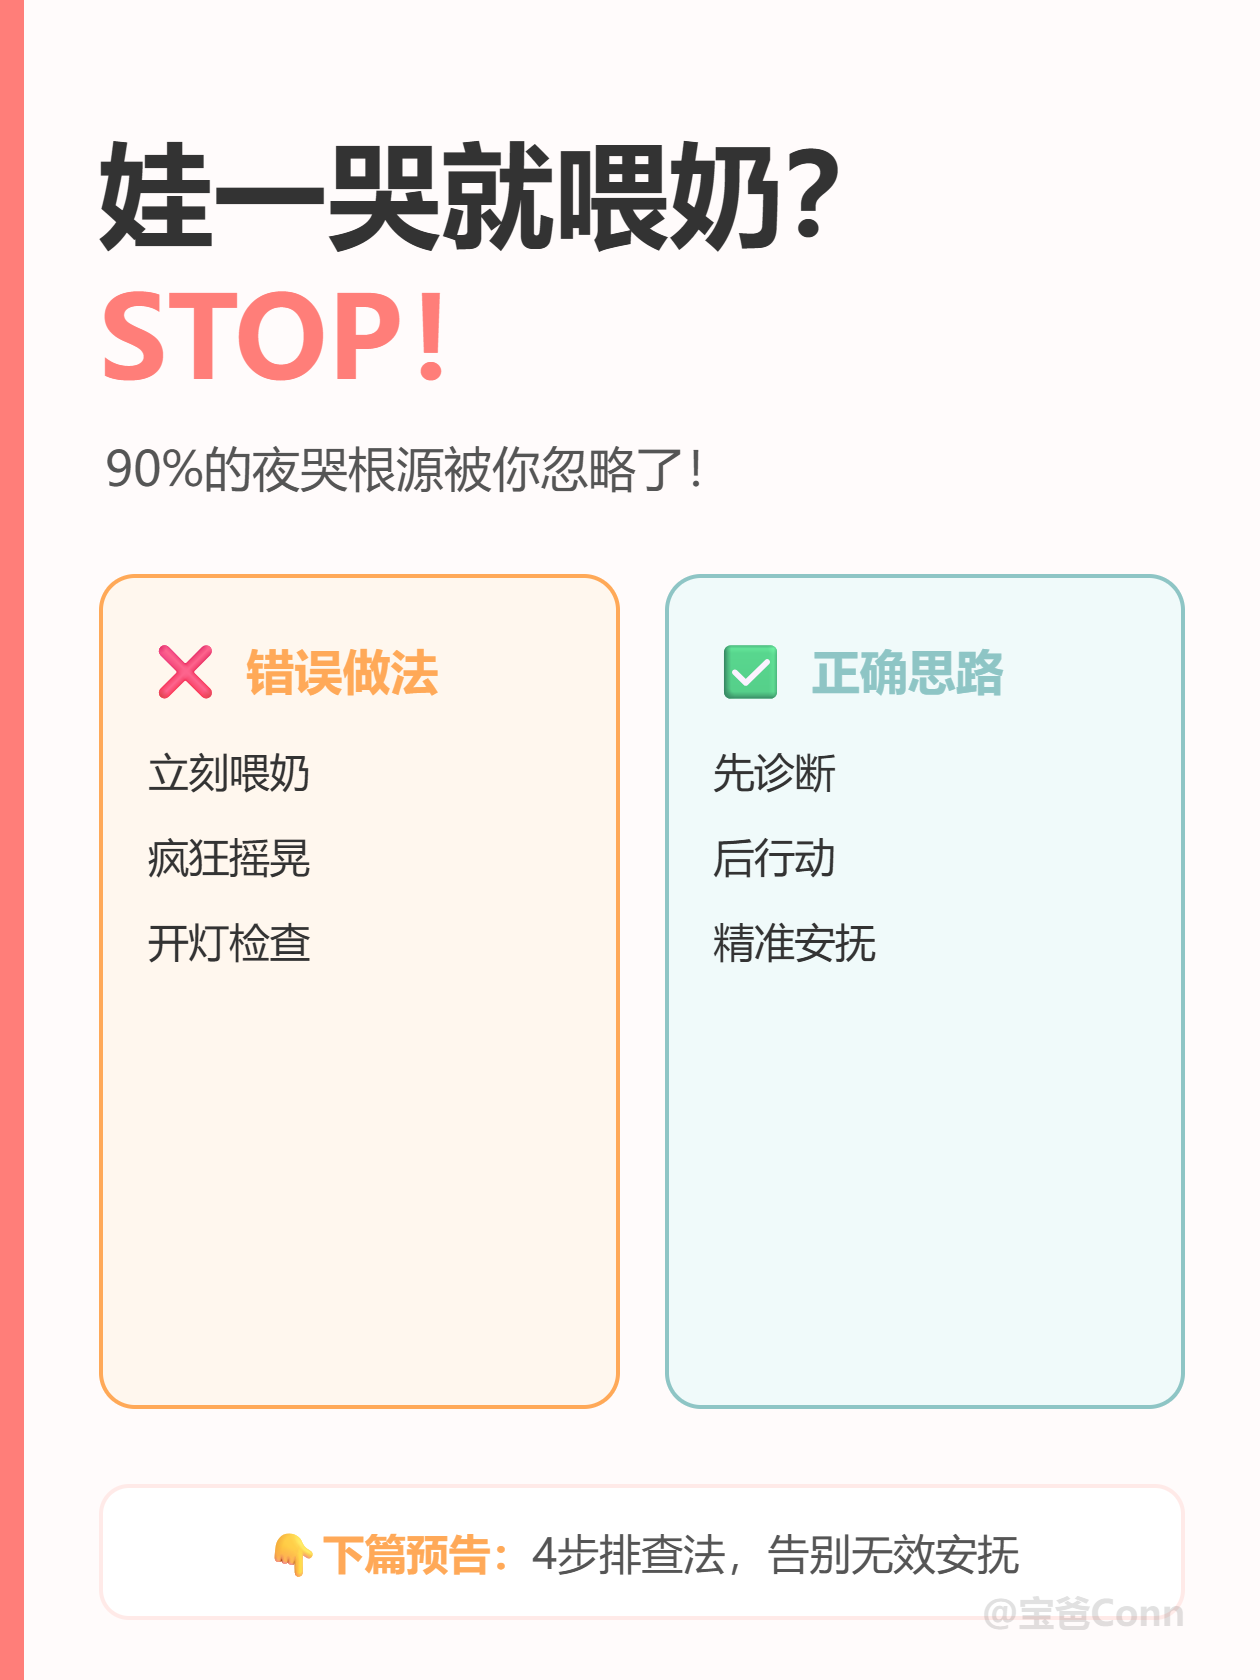 娃一哭就喂奶？
STOP！
90%的夜哭根源被你忽略了！
❌ 错误做法
立刻喂奶
疯狂摇晃
开灯检查
✅ 正确思路
先诊断
后行动
精准安抚
👇下篇预告：4步排查法，告别无效安抚
@宝爸Conn